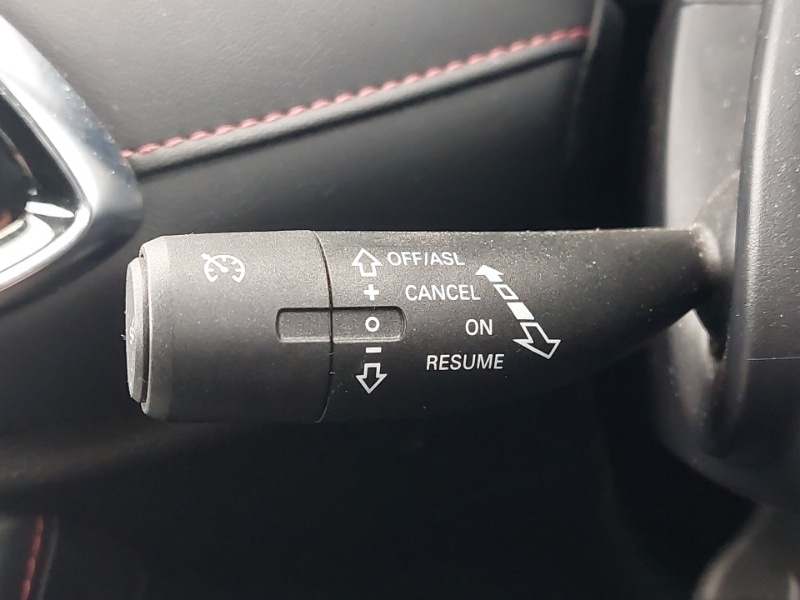 OFF/ASL
+ CANCEL
O ON
– RESUME